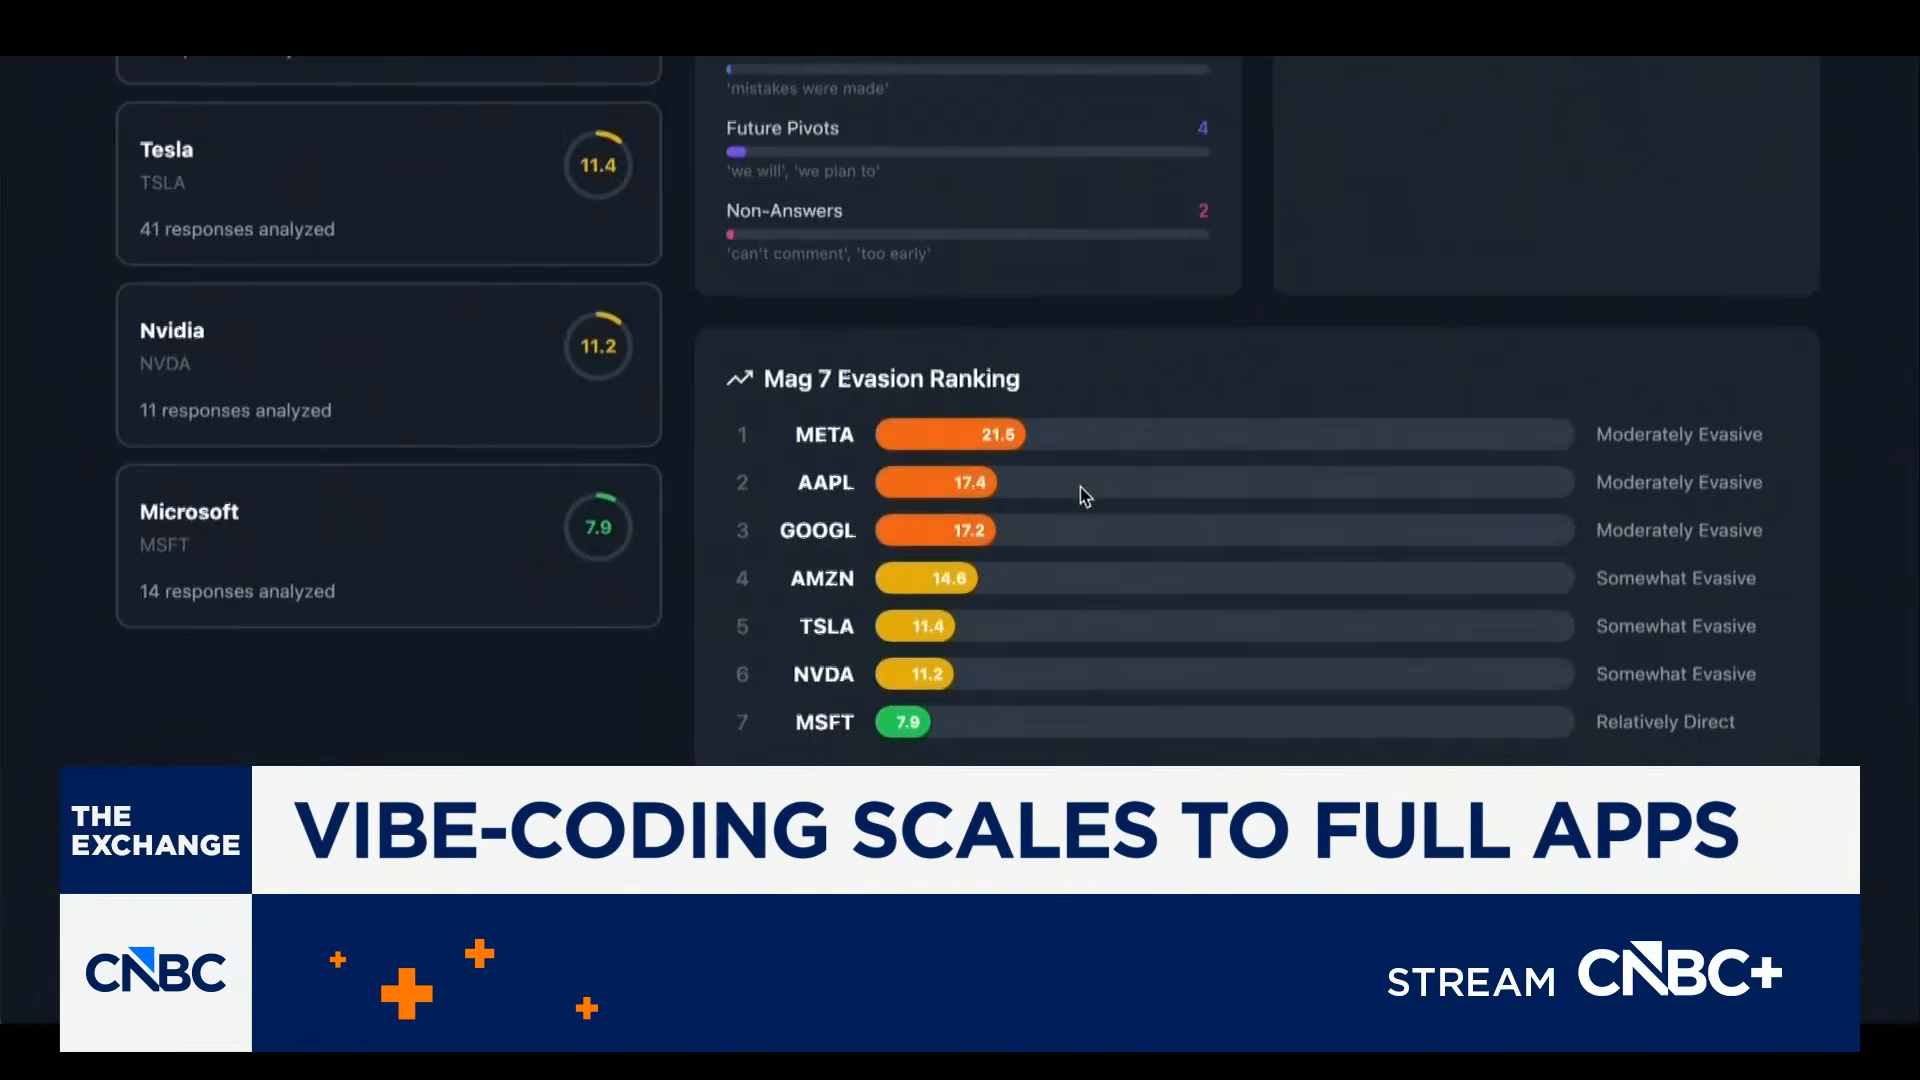 Tesla
11.4
TSLA
41 responses analyzed
Nvidia
11.2
NVDA
11 responses analyzed
Microsoft
7.9
MSFT
14 responses analyzed
'mistakes were made'
Future Pivots 4
'we will', 'we plan to'
Non-Answers 2
'can't comment', 'too early'
Mag 7 Evasion Ranking
1 META 21.5 Moderately Evasive
2 AAPL 17.4 Moderately Evasive
3 GOOGL 17.2 Moderately Evasive
4 AMZN 14.6 Somewhat Evasive
5 TSLA 11.4 Somewhat Evasive
6 NVDA 11.2 Somewhat Evasive
7 MSFT 7.9 Relatively Direct
THE
EXCHANGE
VIBE-CODING SCALES TO FULL APPS
CNBC
STREAM CNBC+